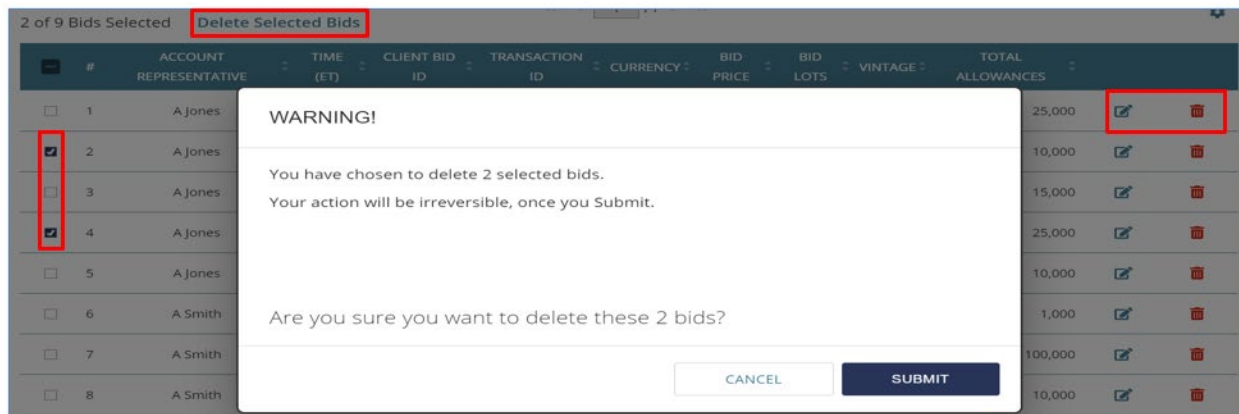 2 of 9 Bids Selected Delete Selected Bids
# ACCOUNT REPRESENTATIVE TIME (ET) CLIENT BID ID TRANSACTION ID CURRENCY BID PRICE BID LOTS VINTAGE TOTAL ALLOWANCES
1 A Jones 25,000
2 A Jones 10,000
3 A Jones 15,000
4 A Jones 25,000
5 A Jones 10,000
6 A Smith 1,000
7 A Smith 100,000
8 A Smith 10,000
WARNING!
You have chosen to delete 2 selected bids.
Your action will be irreversible, once you Submit.
Are you sure you want to delete these 2 bids?
CANCEL SUBMIT